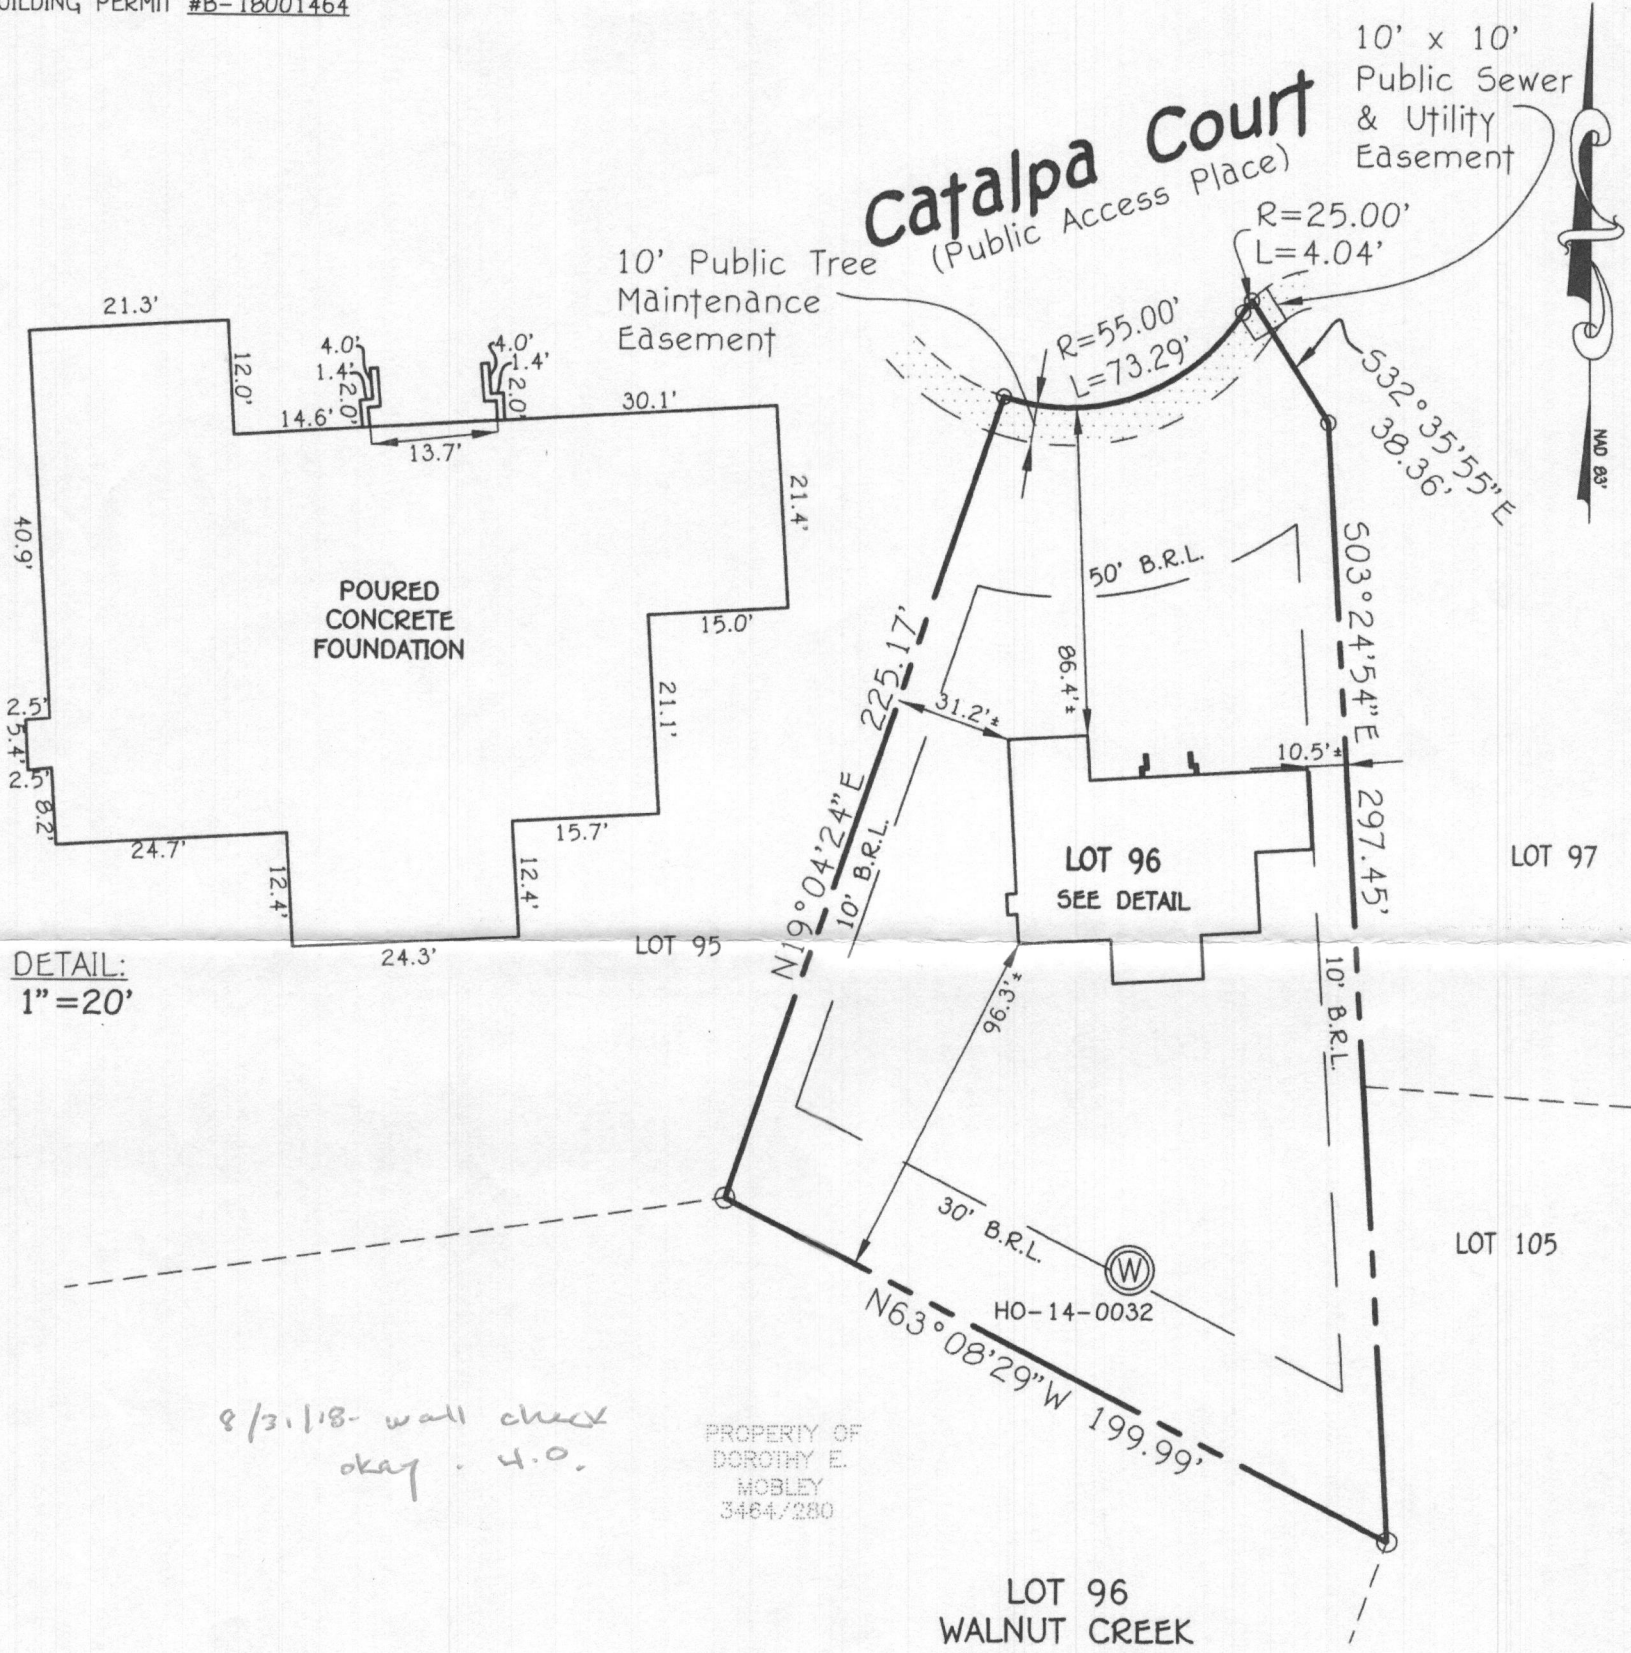 BUILDING PERMIT #B-18001464
10' x 10'
Public Sewer
& Utility
Easement
Catalpa Court
(Public Access Place)
R=25.00'
L=4.04'
10' Public Tree
Maintenance
Easement
R=55.00'
L=73.29'
S32°35'55"E
38.36'
NAD 83'
21.3'
12.0'
4.0'
1.4'
2.0'
4.0'
1.4'
2.0'
14.6'
13.7'
30.1'
21.4'
40.9'
POURED
CONCRETE
FOUNDATION
15.0'
21.1'
2.5'
5.4'
2.5'
8.2'
24.7'
15.7'
12.4'
12.4'
24.3'
DETAIL:
1"=20'
50' B.R.L.
S03°24'54"E 297.45'
N19°04'24"E 225.17'
86.4'±
31.2'±
10.5'±
10' B.R.L.
LOT 96
SEE DETAIL
LOT 97
LOT 95
96.3'±
10' B.R.L.
30' B.R.L.
W
HO-14-0032
LOT 105
N63°08'29"W 199.99'
8/31/18- wall check
okay . H.O.
PROPERTY OF
DOROTHY E.
MOBLEY
3464/280
LOT 96
WALNUT CREEK